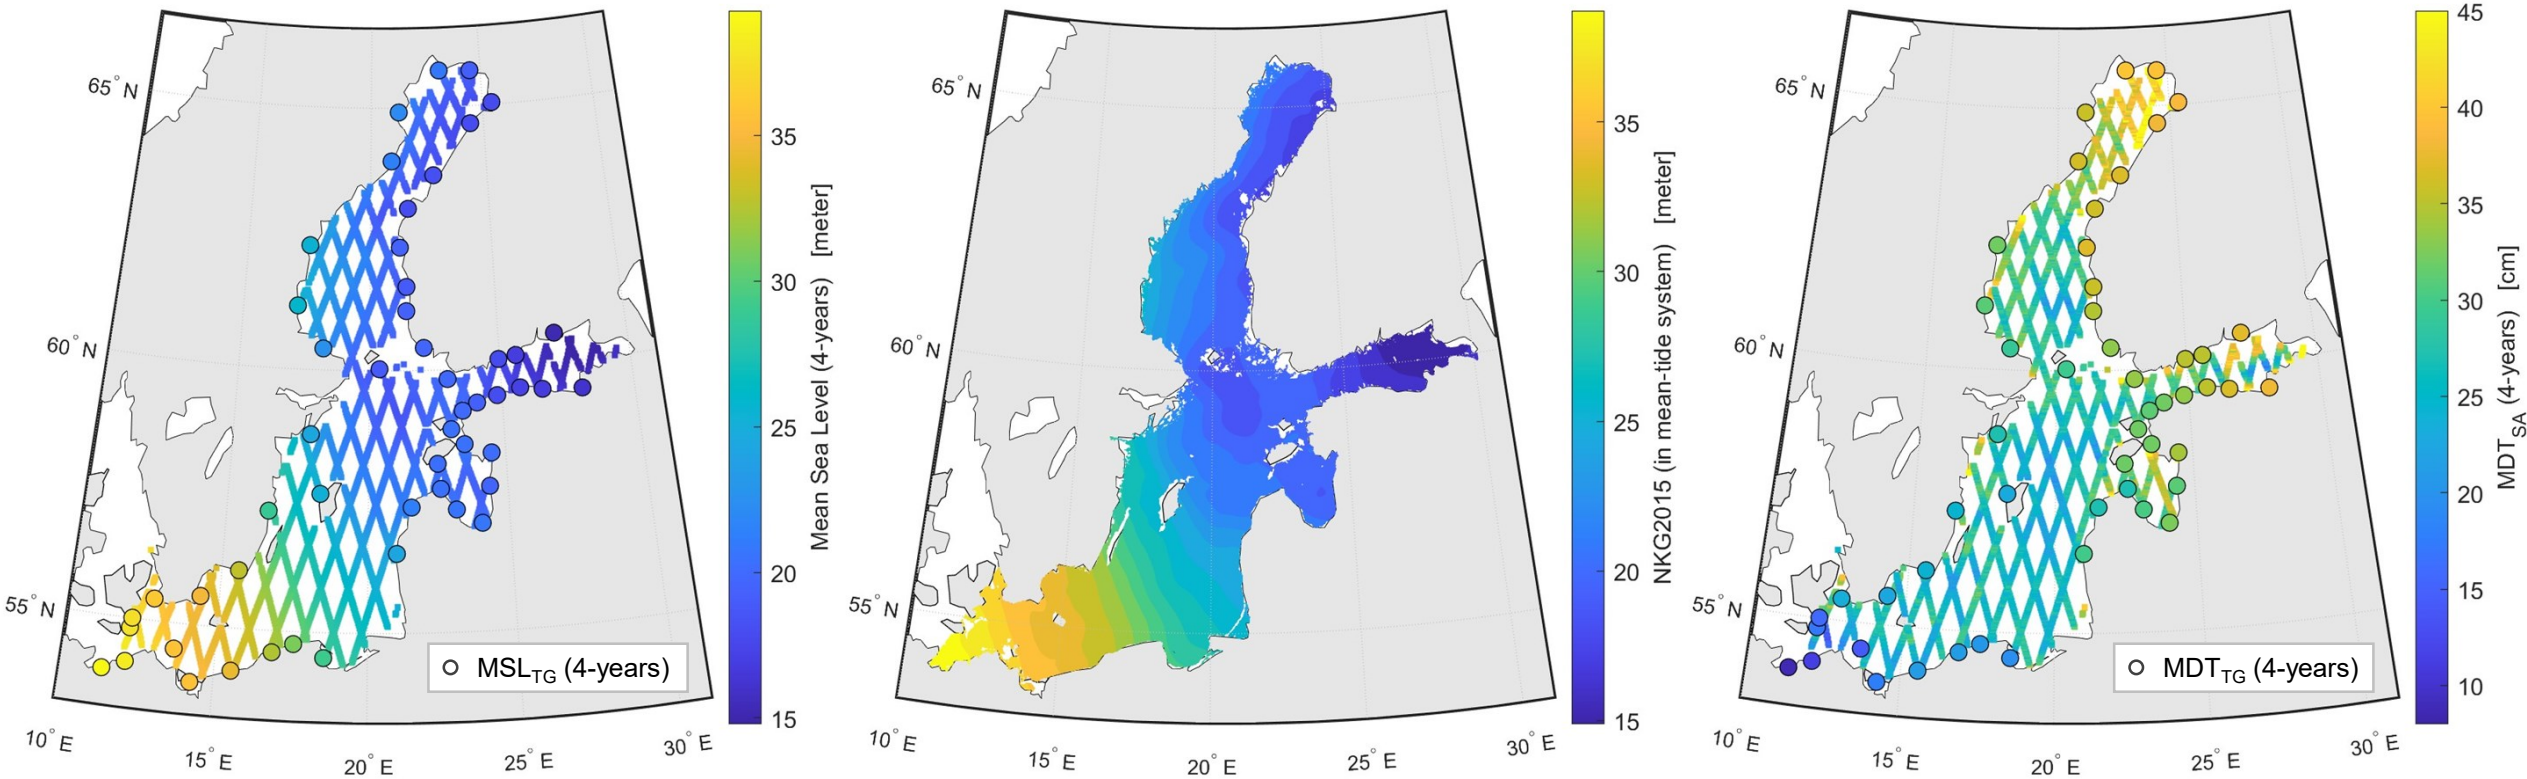 65° N
60° N
55° N
10° E
15° E
20° E
25° E
30° E
MSL_TG (4-years)
35
30
25
20
15
Mean Sea Level (4-years) [meter]
65° N
60° N
55° N
10° E
15° E
20° E
25° E
30° E
35
30
25
20
15
NKG2015 (in mean-tide system) [meter]
65° N
60° N
55° N
10° E
15° E
20° E
25° E
30° E
MDT_TG (4-years)
45
40
35
30
25
20
15
10
MDT_SA (4-years) [cm]